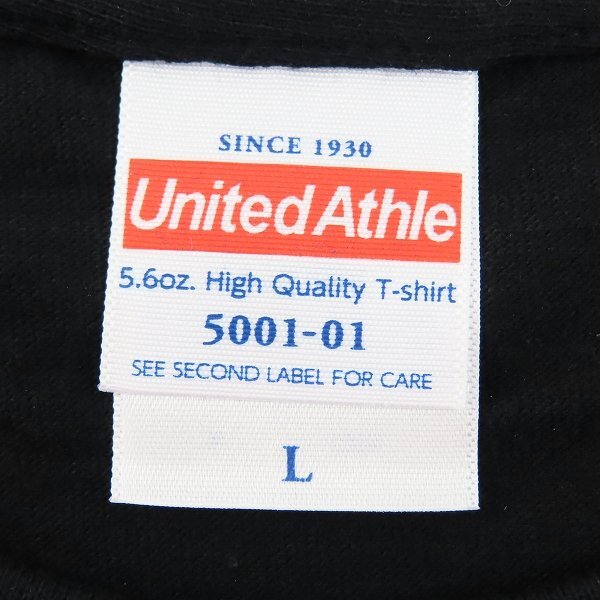 SINCE 1930
United Athle
5.6oz. High Quality T-shirt
5001-01
SEE SECOND LABEL FOR CARE
L